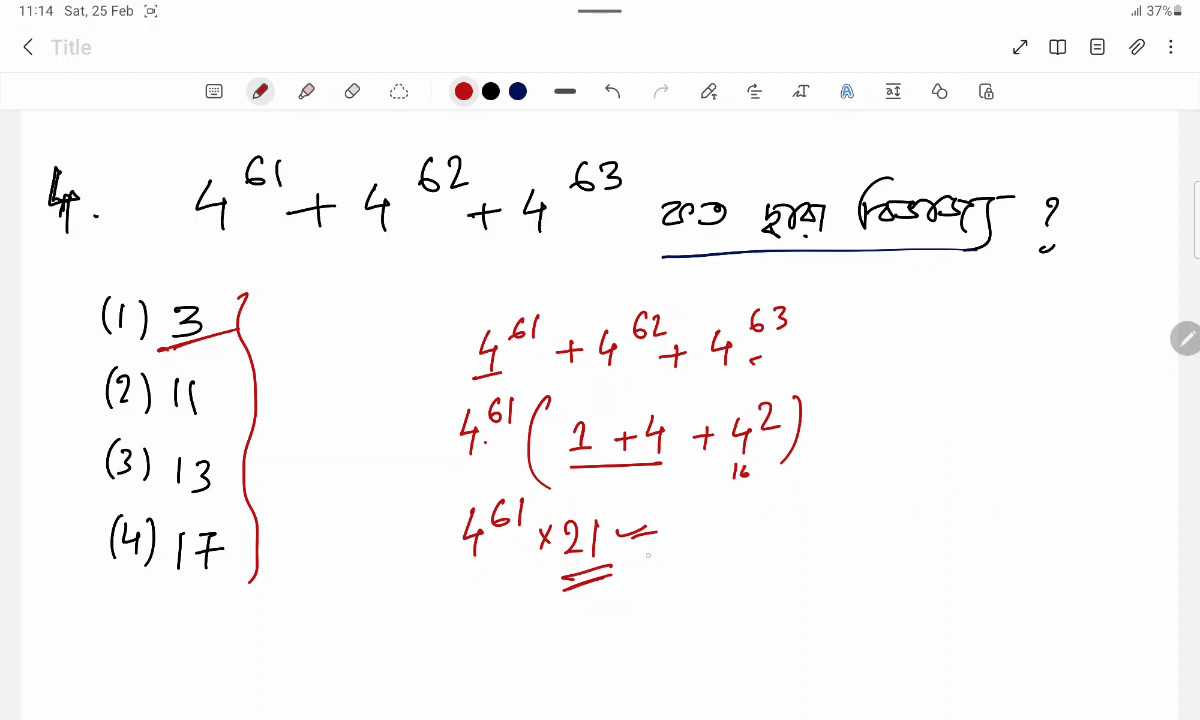 11:14 Sat, 25 Feb 37%
Title
4. 4^61 + 4^62 + 4^63 কত দ্বারা বিভাজ্য ?
(1) 3
(2) 11
(3) 13
(4) 17
4^61 + 4^62 + 4^63
4^61 ( 1 + 4 + 4^2 )
16
4^61 × 21